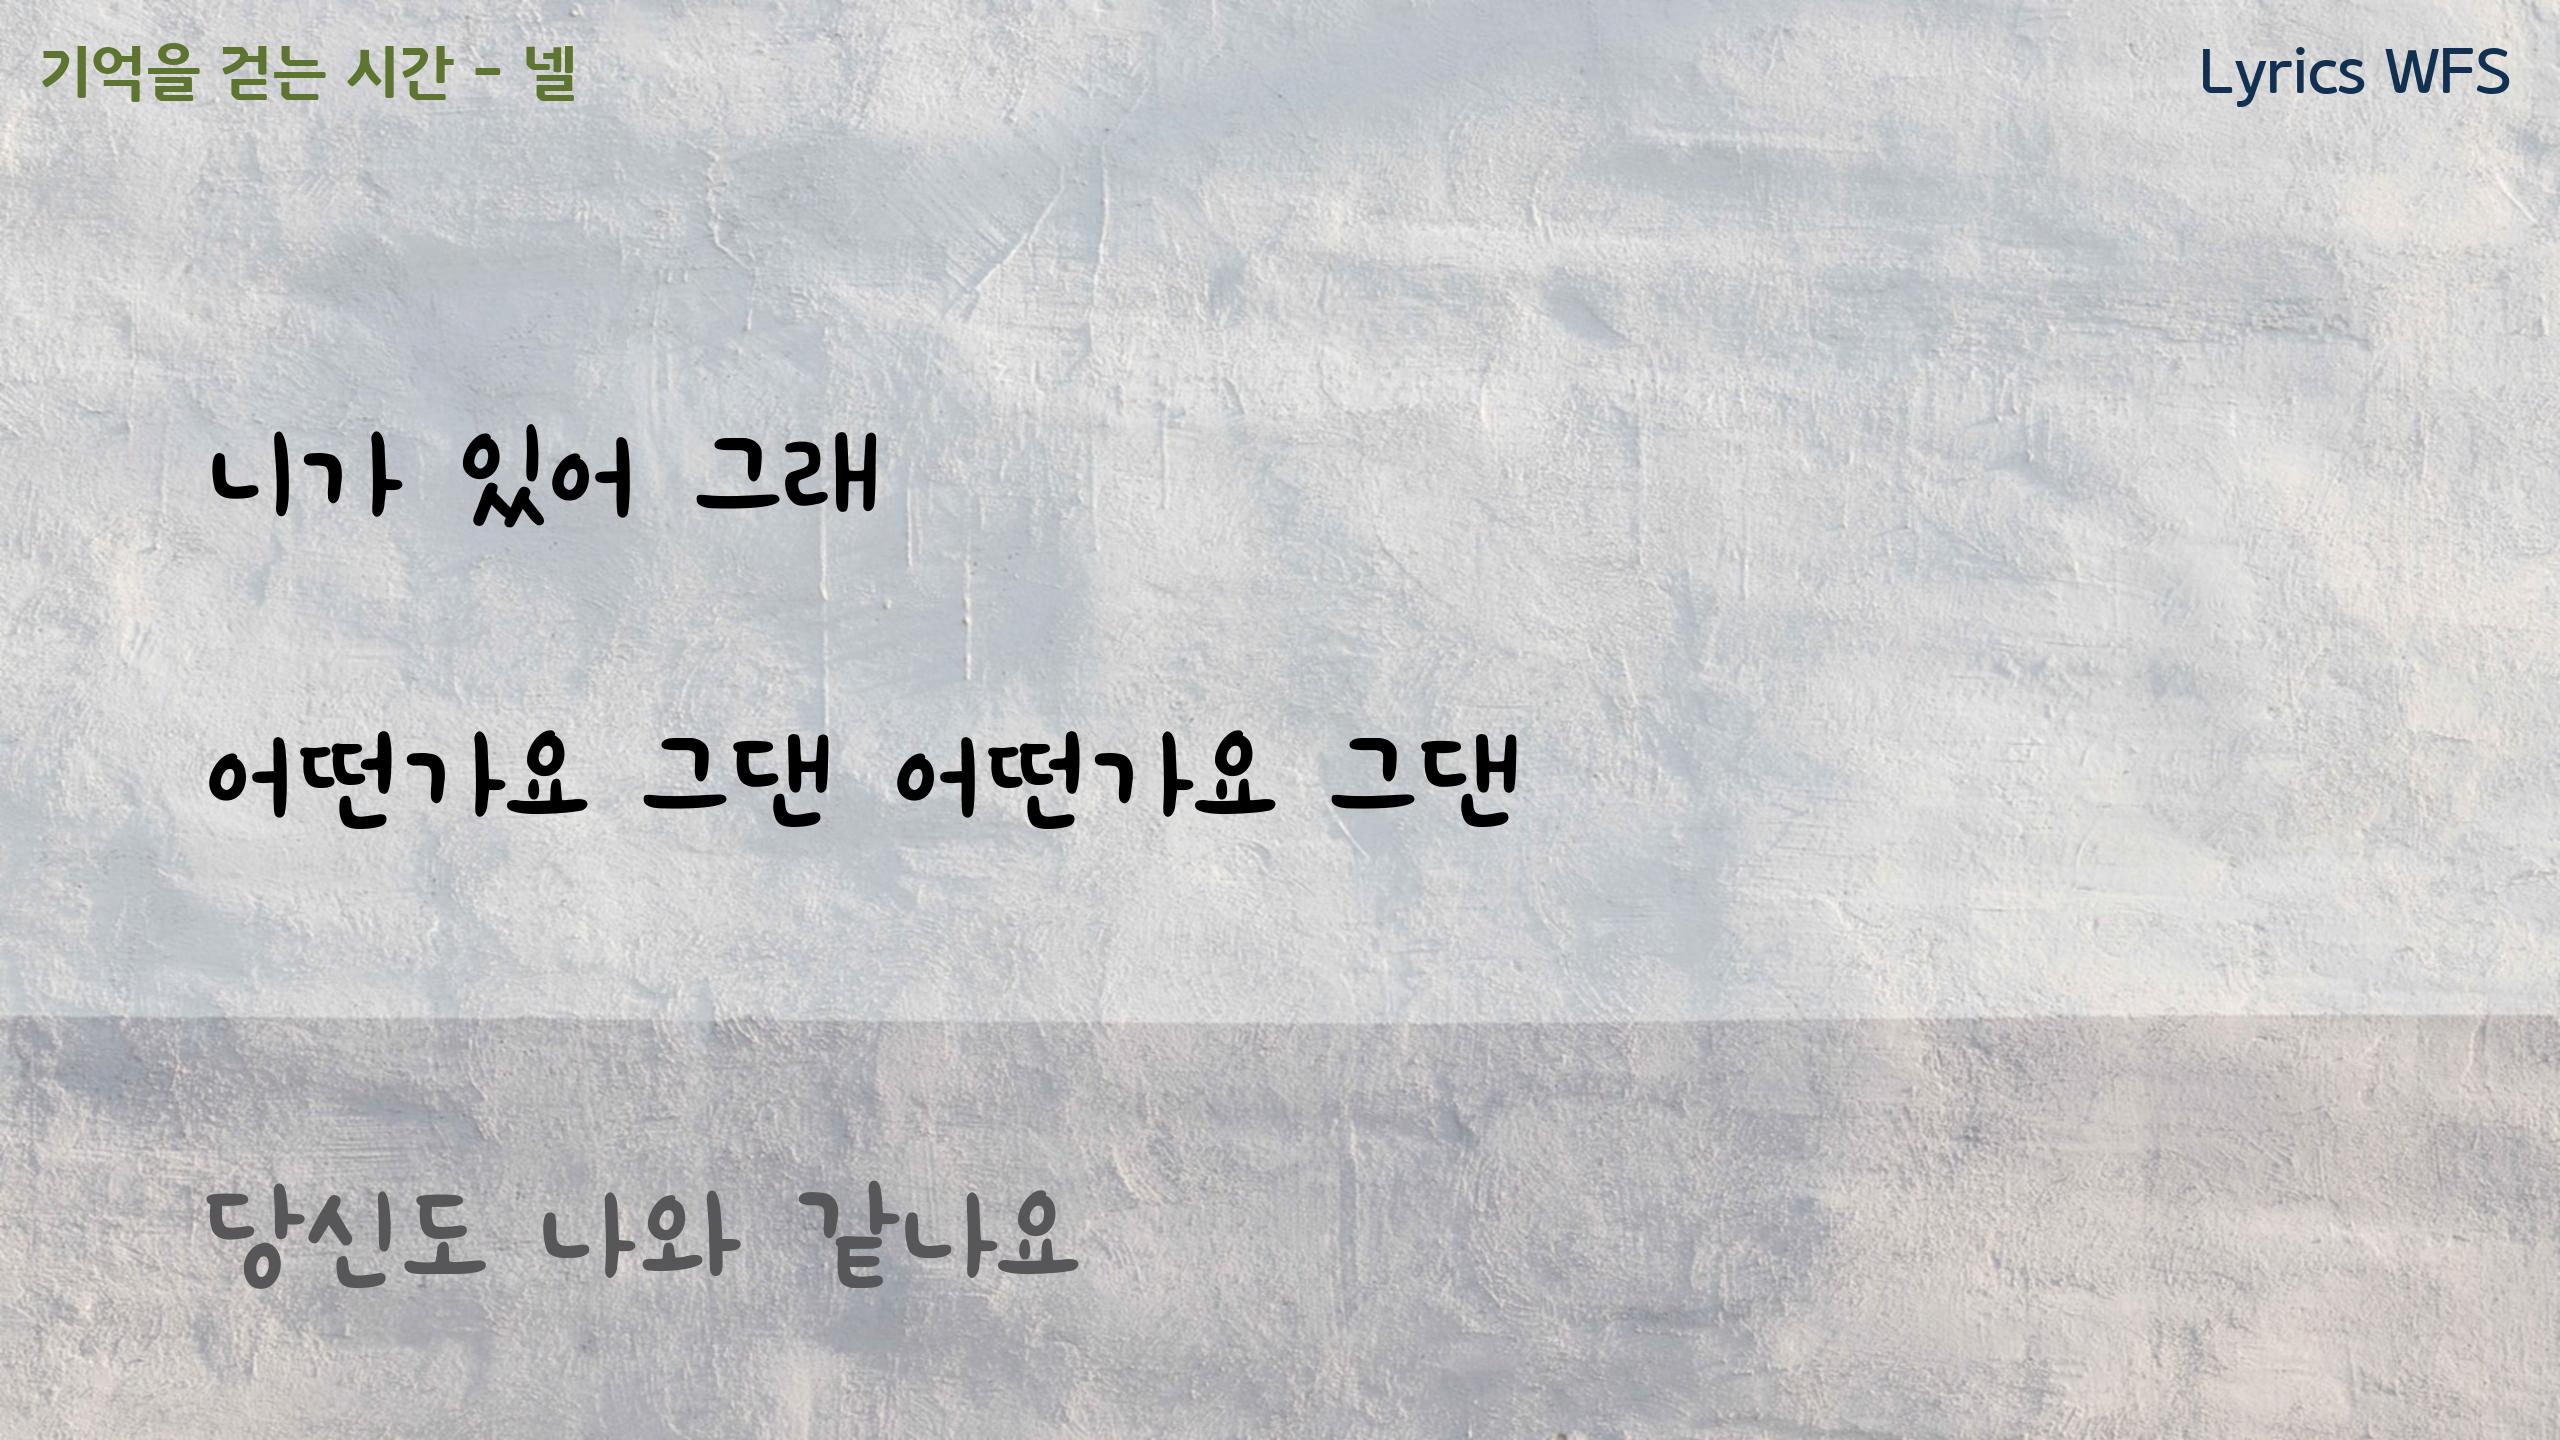 기억을 걷는 시간 - 넬
Lyrics WFS
니가 있어 그래
어떤가요 그댄 어떤가요 그댄
당신도 나와 같나요